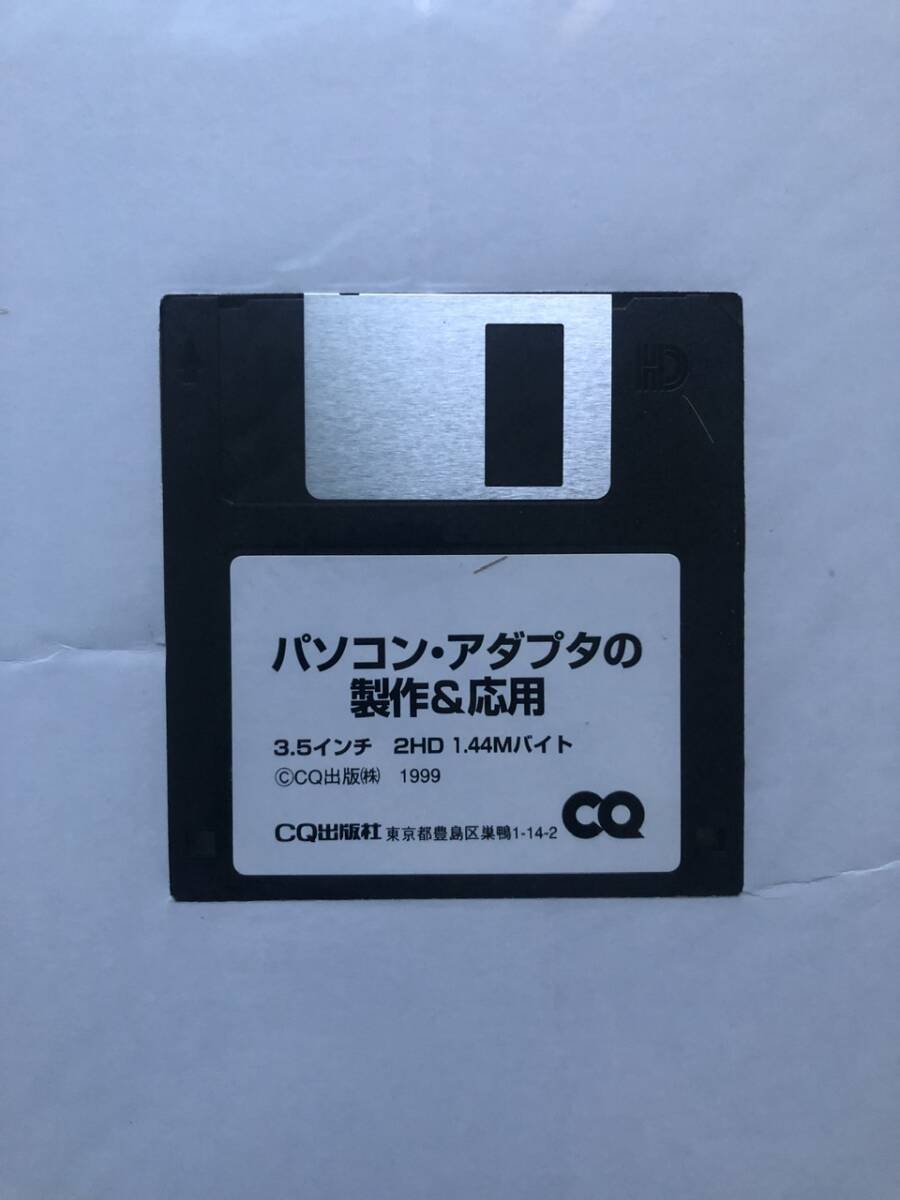 HD
パソコン・アダプタの
製作&応用
3.5インチ 2HD 1.44Mバイト
©CQ出版㈱ 1999
CQ出版社 東京都豊島区巣鴨1-14-2 CQ